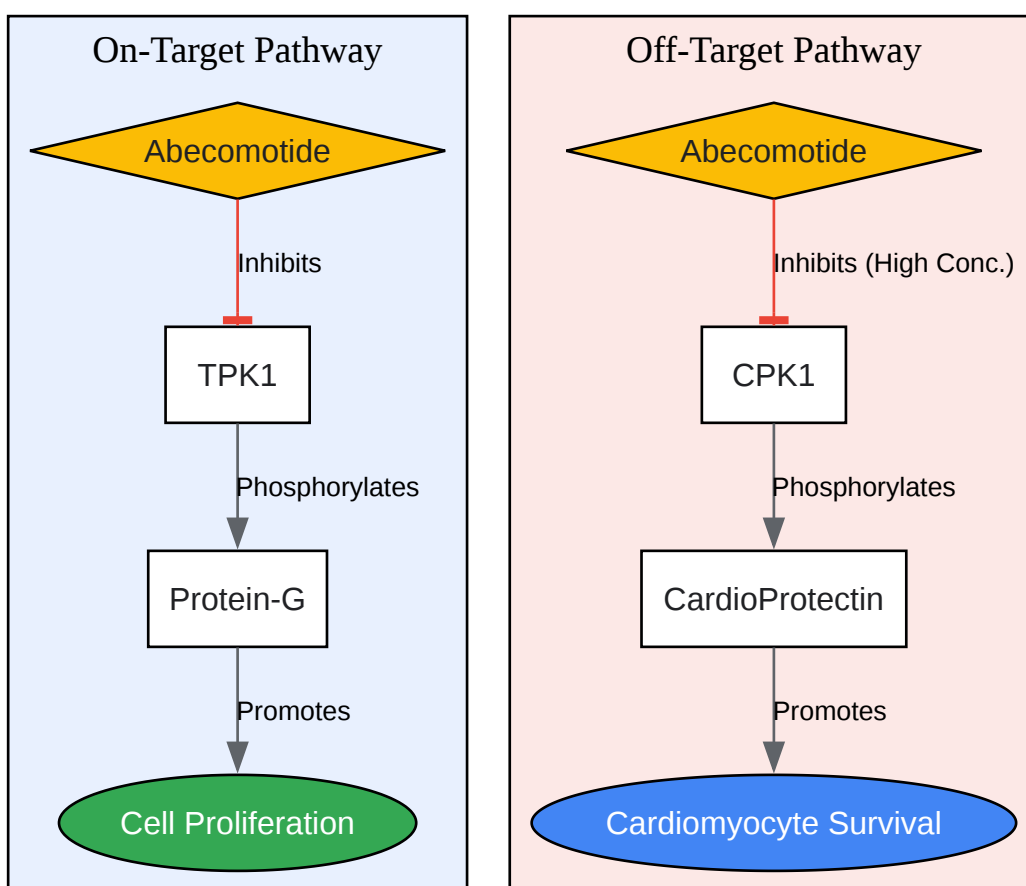 On-Target Pathway
Abecomotide
Inhibits
TPK1
Phosphorylates
Protein-G
Promotes
Cell Proliferation
Off-Target Pathway
Abecomotide
Inhibits (High Conc.)
CPK1
Phosphorylates
CardioProtectin
Promotes
Cardiomyocyte Survival